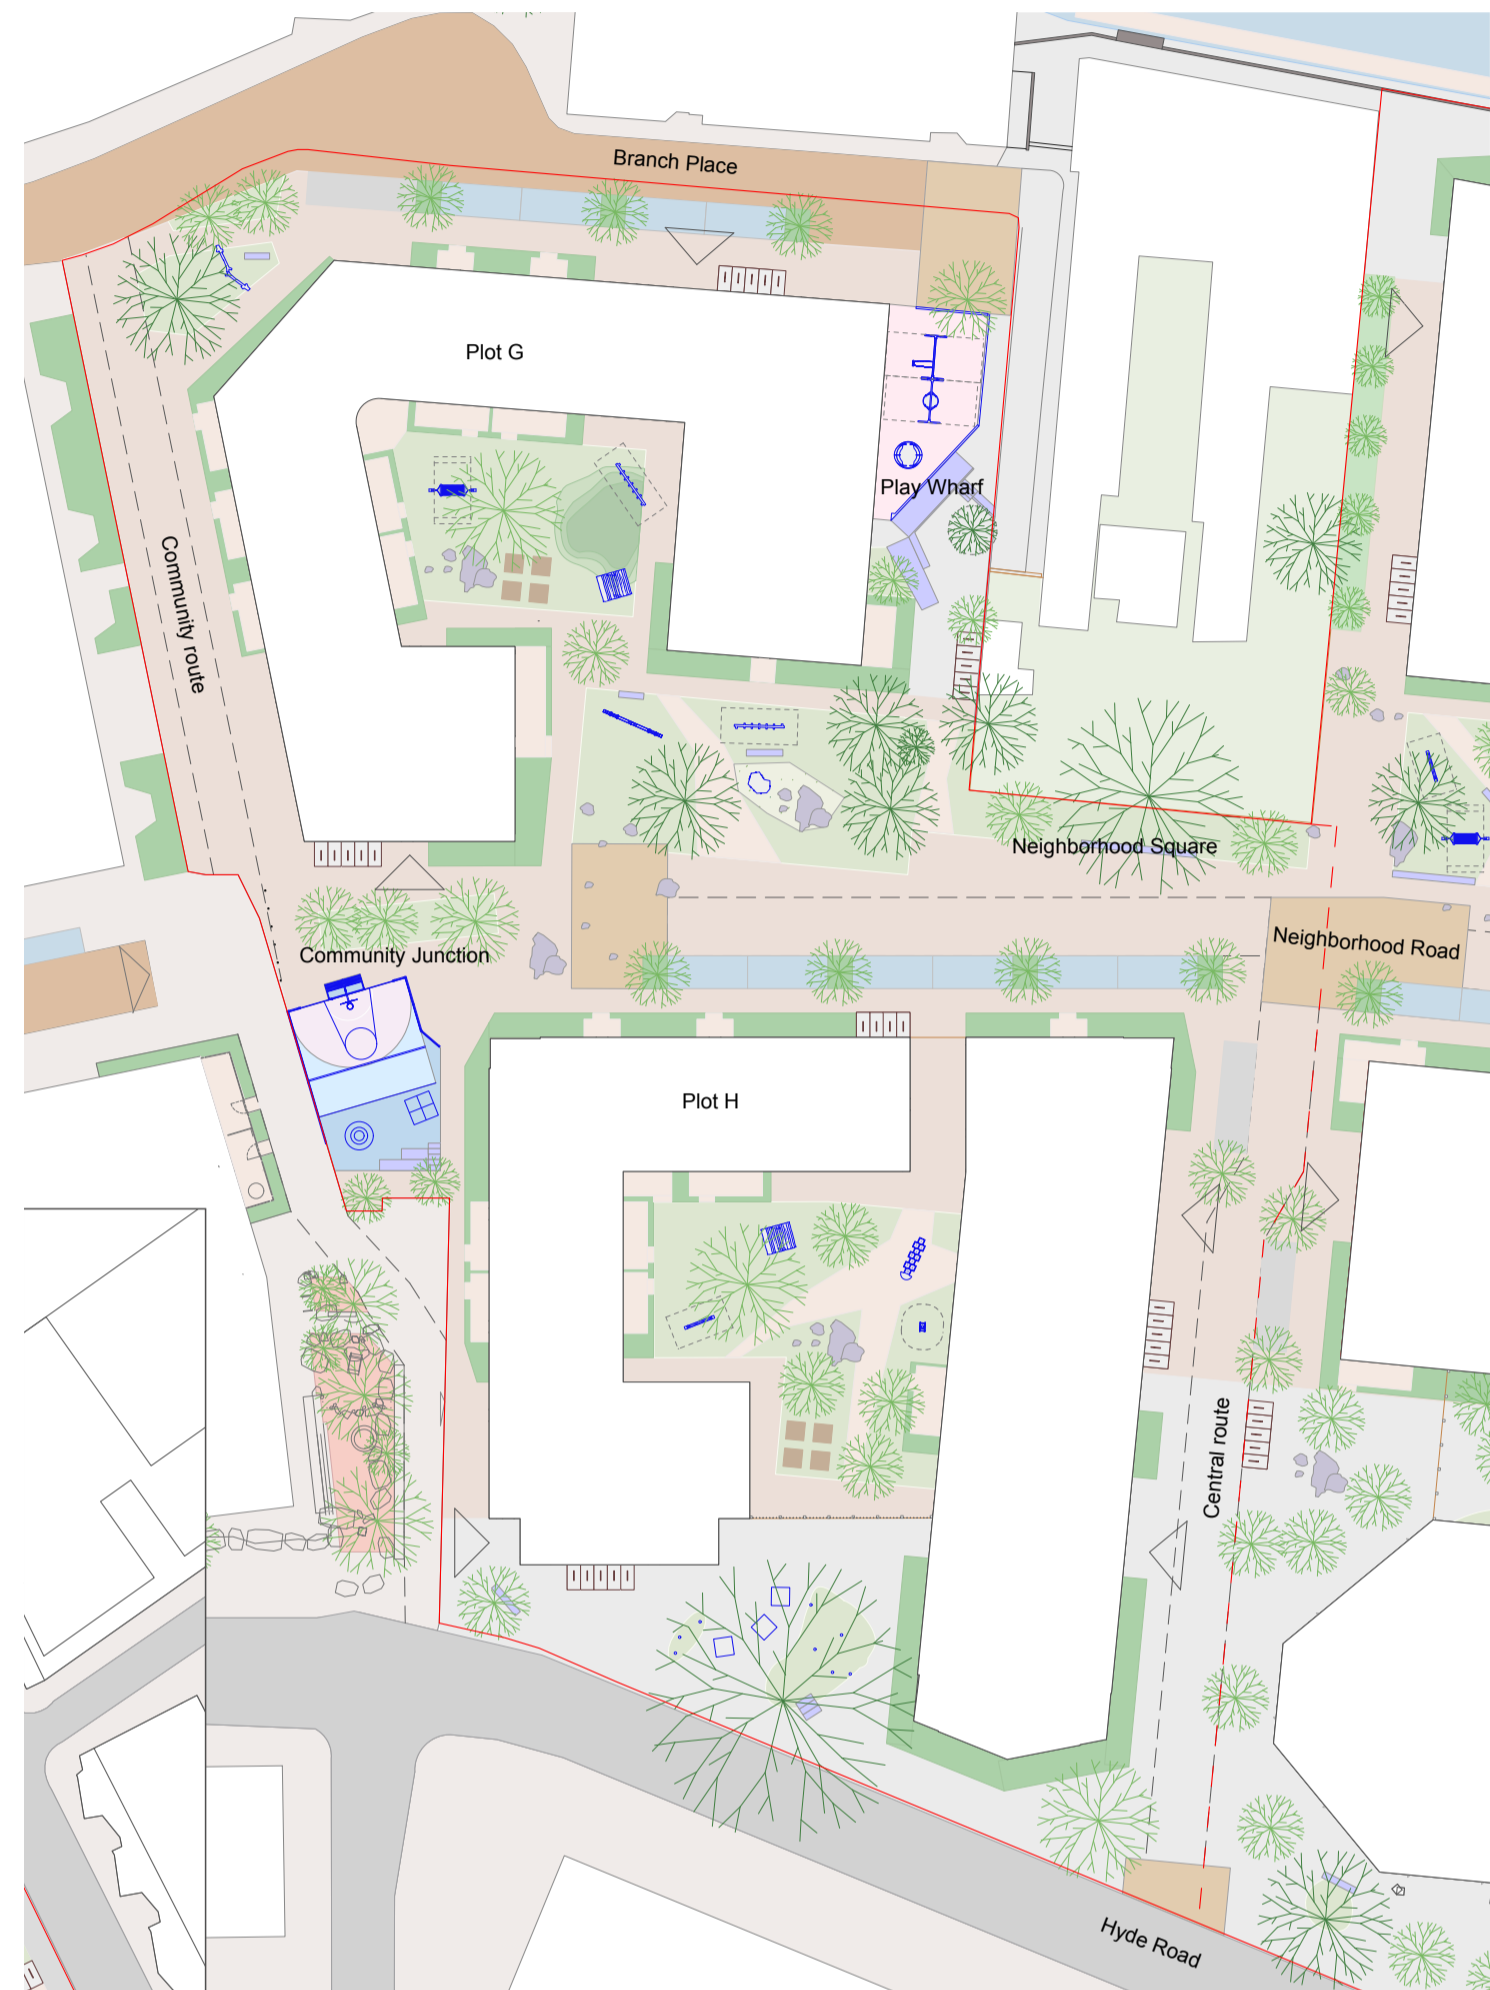 Branch Place
Plot G
Play Wharf
Community route
Neighborhood Square
Neighborhood Road
Community Junction
Plot H
Central route
Hyde Road